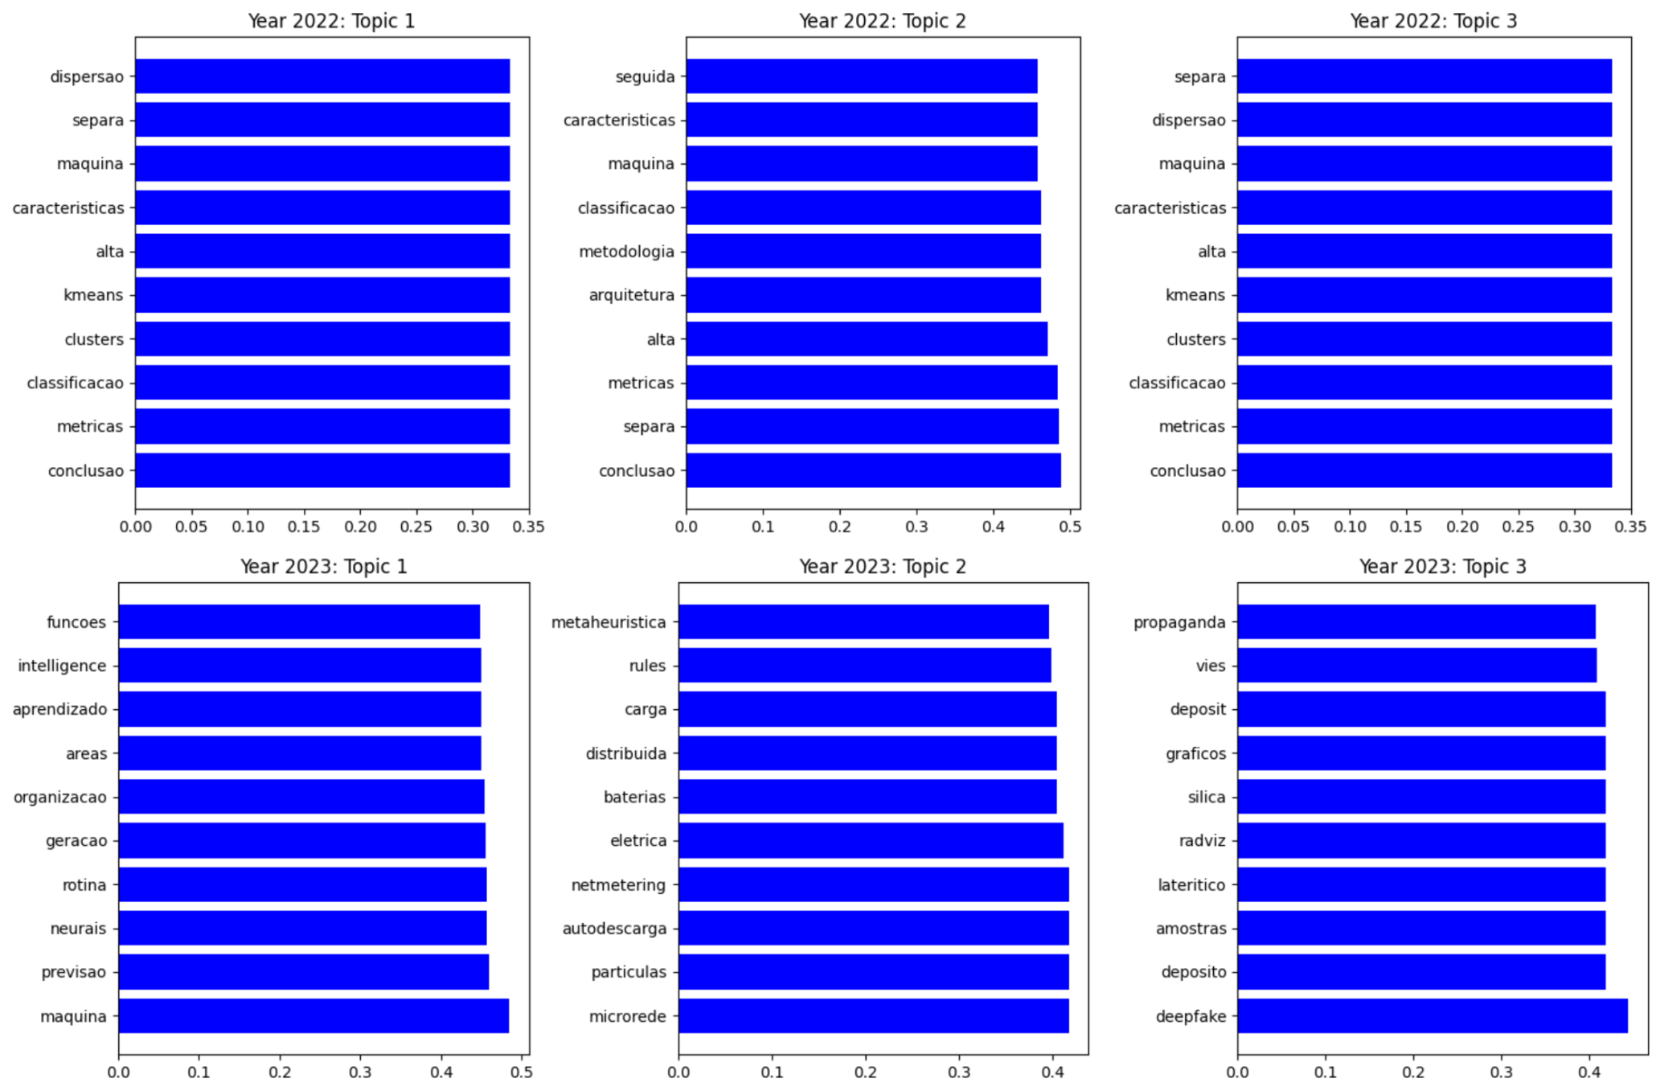 Year 2022: Topic 1
dispersao
separa
maquina
caracteristicas
alta
kmeans
clusters
classificacao
metricas
conclusao
0.00 0.05 0.10 0.15 0.20 0.25 0.30 0.35
Year 2022: Topic 2
seguida
caracteristicas
maquina
classificacao
metodologia
arquitetura
alta
metricas
separa
conclusao
0.0 0.1 0.2 0.3 0.4 0.5
Year 2022: Topic 3
separa
dispersao
maquina
caracteristicas
alta
kmeans
clusters
classificacao
metricas
conclusao
0.00 0.05 0.10 0.15 0.20 0.25 0.30 0.35
Year 2023: Topic 1
funcoes
intelligence
aprendizado
areas
organizacao
geracao
rotina
neurais
previsao
maquina
0.0 0.1 0.2 0.3 0.4 0.5
Year 2023: Topic 2
metaheuristica
rules
carga
distribuida
baterias
eletrica
netmetering
autodescarga
particulas
microrede
0.0 0.1 0.2 0.3 0.4
Year 2023: Topic 3
propaganda
vies
deposit
graficos
silica
radviz
lateritico
amostras
deposito
deepfake
0.0 0.1 0.2 0.3 0.4